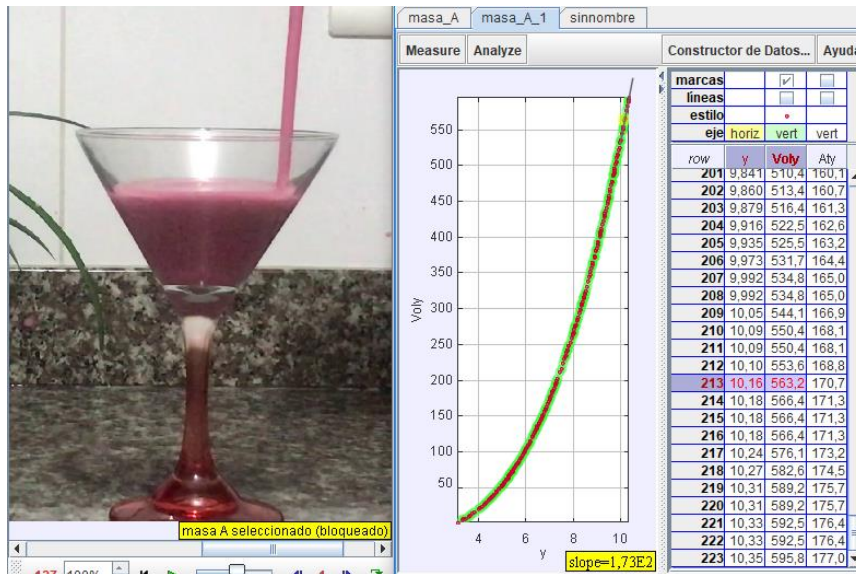 masa_A masa_A_1 sinnombre
Measure Analyze Constructor de Datos... Ayuda
marcas
líneas
estilo
eje horiz vert vert
row y Voly Aty
201 9,841 510,4 160,1
202 9,860 513,4 160,7
203 9,879 516,4 161,3
204 9,916 522,5 162,6
205 9,935 525,5 163,2
206 9,973 531,7 164,4
207 9,992 534,8 165,0
208 9,992 534,8 165,0
209 10,05 544,1 166,9
210 10,09 550,4 168,1
211 10,09 550,4 168,1
212 10,10 553,6 168,8
213 10,16 563,2 170,7
214 10,18 566,4 171,3
215 10,18 566,4 171,3
216 10,18 566,4 171,3
217 10,24 576,1 173,2
218 10,27 582,6 174,5
219 10,31 589,2 175,7
220 10,31 589,2 175,7
221 10,33 592,5 176,4
222 10,33 592,5 176,4
223 10,35 595,8 177,0
550
500
450
400
350
300
250
200
150
100
50
Voly
4 6 8 10
y
slope=1,73E2
masa A seleccionado (bloqueado)
127 100%